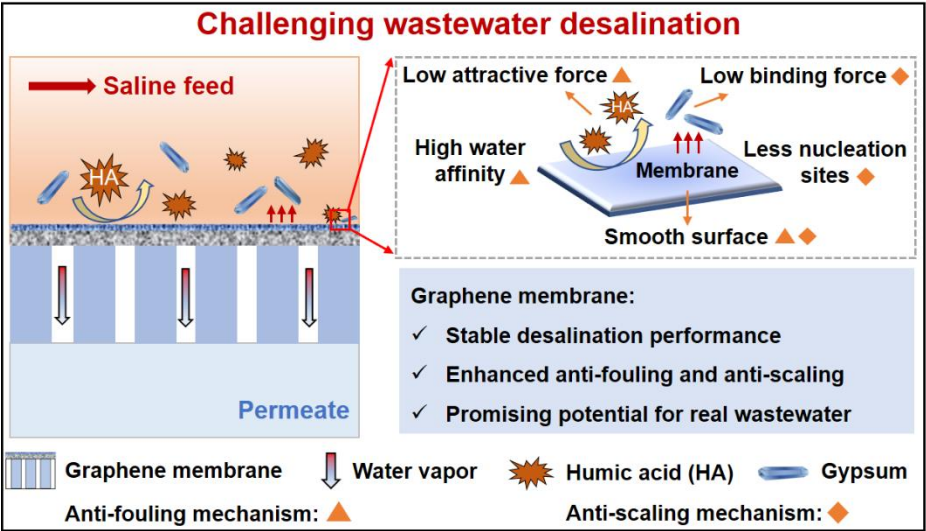 Challenging wastewater desalination
Saline feed
HA
Permeate
Low attractive force
Low binding force
HA
High water
affinity
Membrane
Less nucleation
sites
Smooth surface
Graphene membrane:
✓ Stable desalination performance
✓ Enhanced anti-fouling and anti-scaling
✓ Promising potential for real wastewater
Graphene membrane
Water vapor
Humic acid (HA)
Gypsum
Anti-fouling mechanism:
Anti-scaling mechanism: